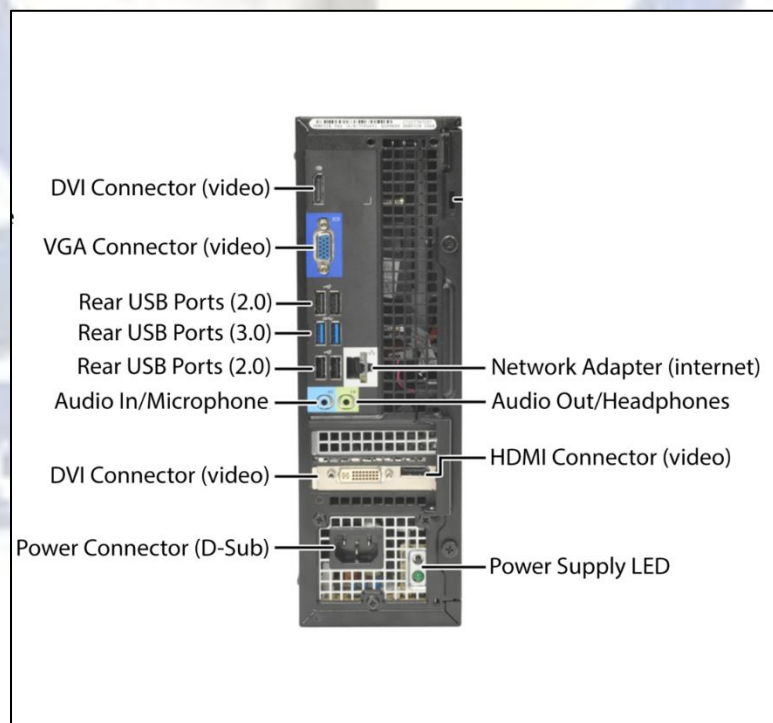 DVI Connector (video)
VGA Connector (video)
Rear USB Ports (2.0)
Rear USB Ports (3.0)
Rear USB Ports (2.0)
Audio In/Microphone
DVI Connector (video)
Power Connector (D-Sub)
Network Adapter (internet)
Audio Out/Headphones
HDMI Connector (video)
Power Supply LED